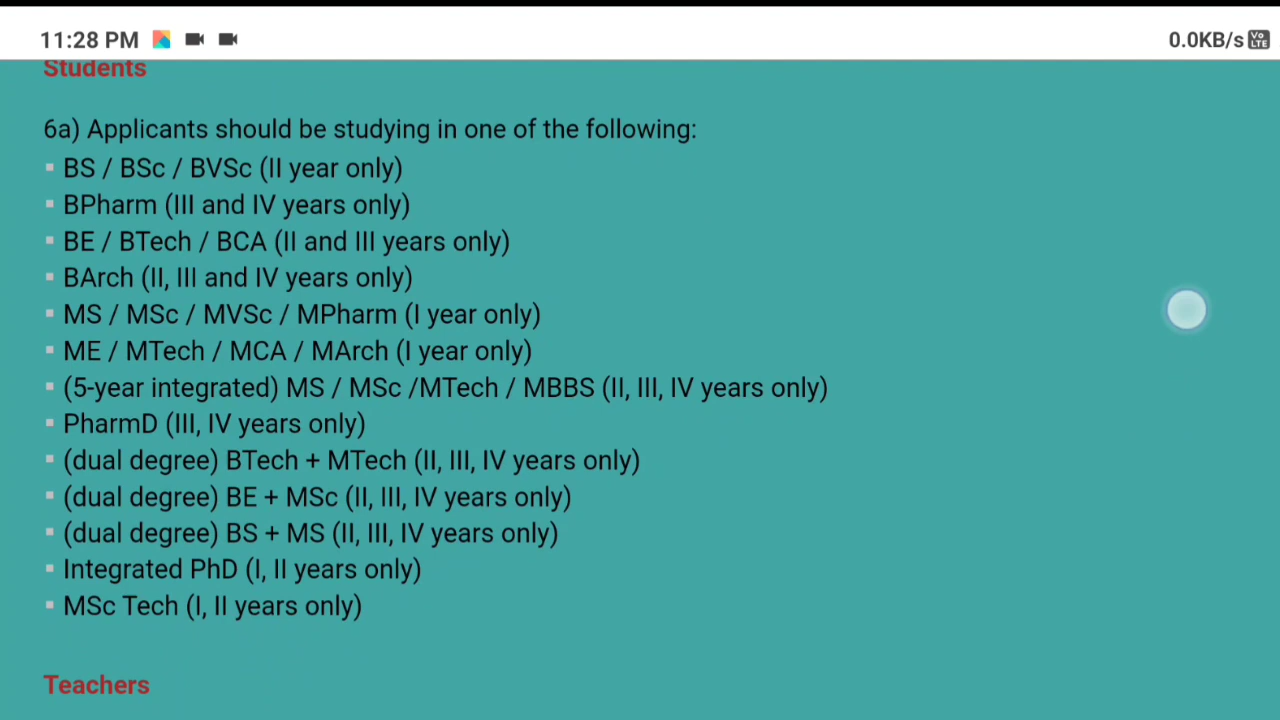 11:28 PM
0.0KB/s Vo LTE
Students
6a) Applicants should be studying in one of the following:
▪ BS / BSc / BVSc (II year only)
▪ BPharm (III and IV years only)
▪ BE / BTech / BCA (II and III years only)
▪ BArch (II, III and IV years only)
▪ MS / MSc / MVSc / MPharm (I year only)
▪ ME / MTech / MCA / MArch (I year only)
▪ (5-year integrated) MS / MSc /MTech / MBBS (II, III, IV years only)
▪ PharmD (III, IV years only)
▪ (dual degree) BTech + MTech (II, III, IV years only)
▪ (dual degree) BE + MSc (II, III, IV years only)
▪ (dual degree) BS + MS (II, III, IV years only)
▪ Integrated PhD (I, II years only)
▪ MSc Tech (I, II years only)
Teachers